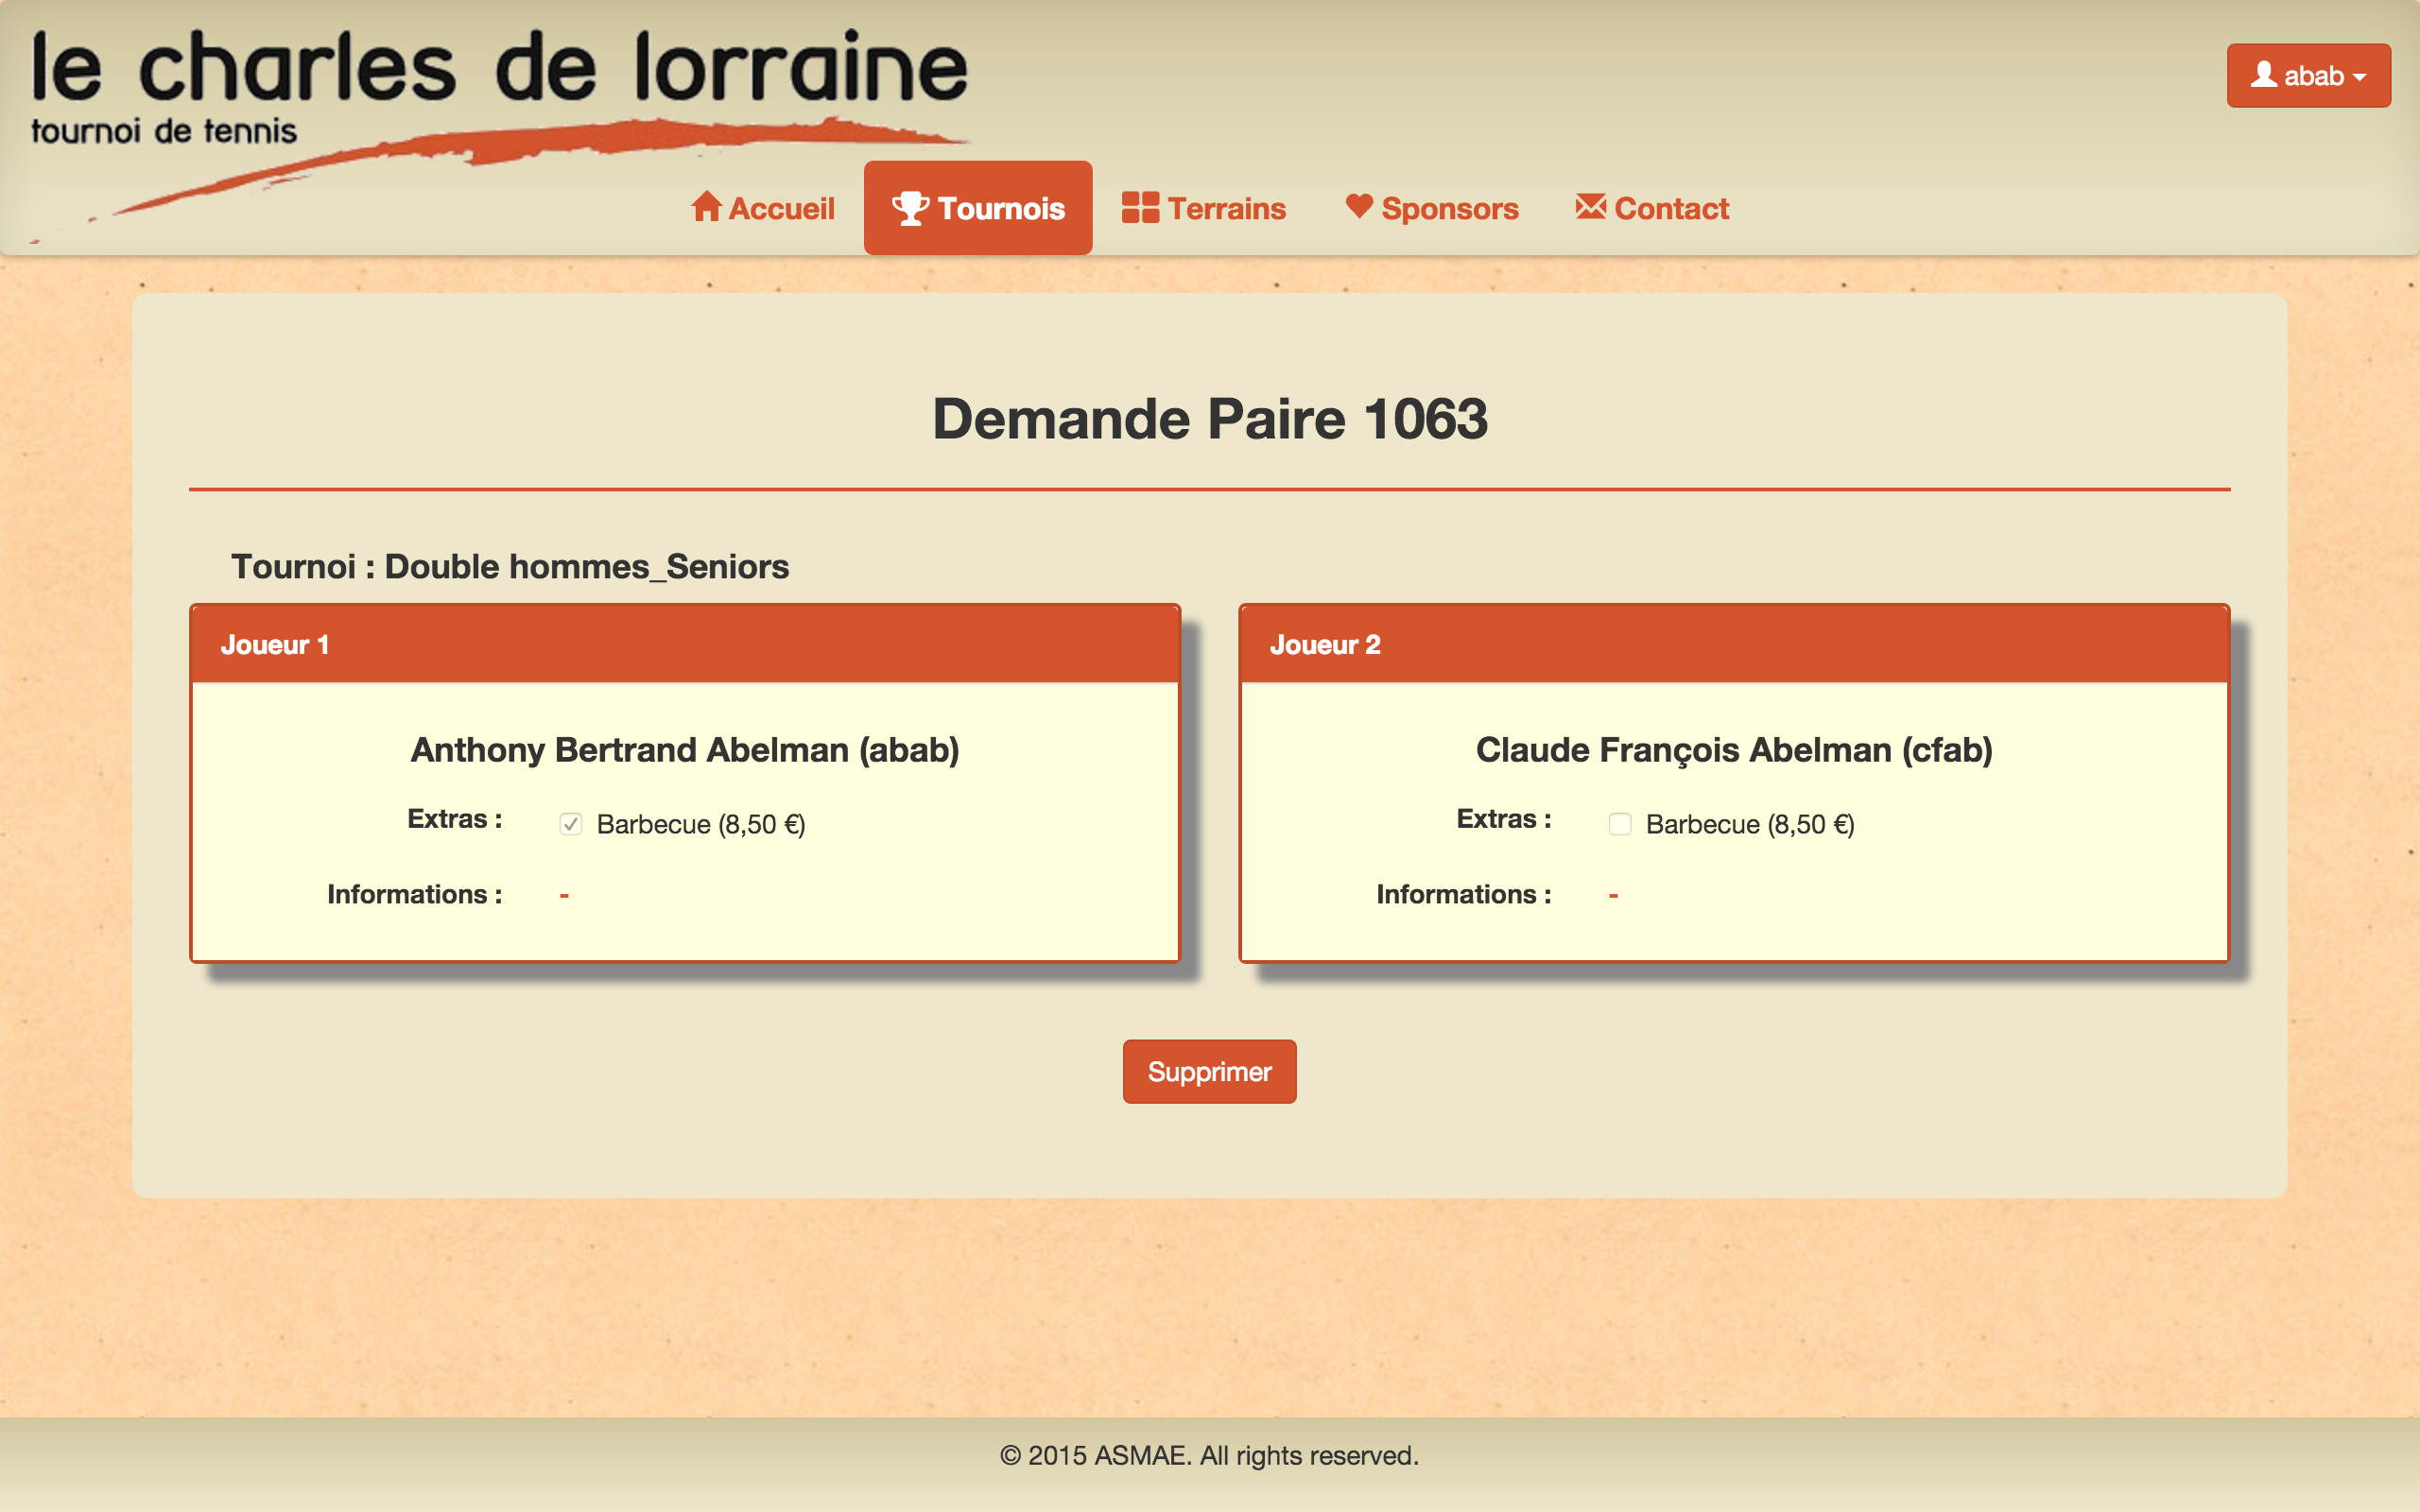 le charles de lorraine
tournoi de tennis
abab
Accueil
Tournois
Terrains
Sponsors
Contact
Demande Paire 1063
Tournoi : Double hommes_Seniors
Joueur 1
Anthony Bertrand Abelman (abab)
Extras : Barbecue (8,50 €)
Informations : -
Joueur 2
Claude François Abelman (cfab)
Extras : Barbecue (8,50 €)
Informations : -
Supprimer
© 2015 ASMAE. All rights reserved.